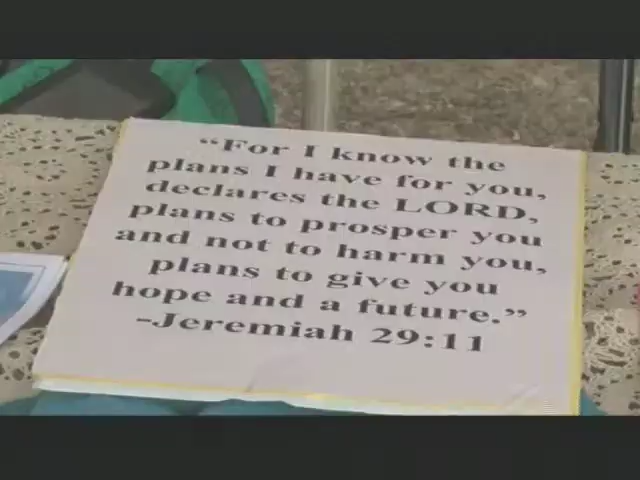 “For I know the
plans I have for you,
declares the LORD,
plans to prosper you
and not to harm you,
plans to give you
hope and a future.”
-Jeremiah 29:11